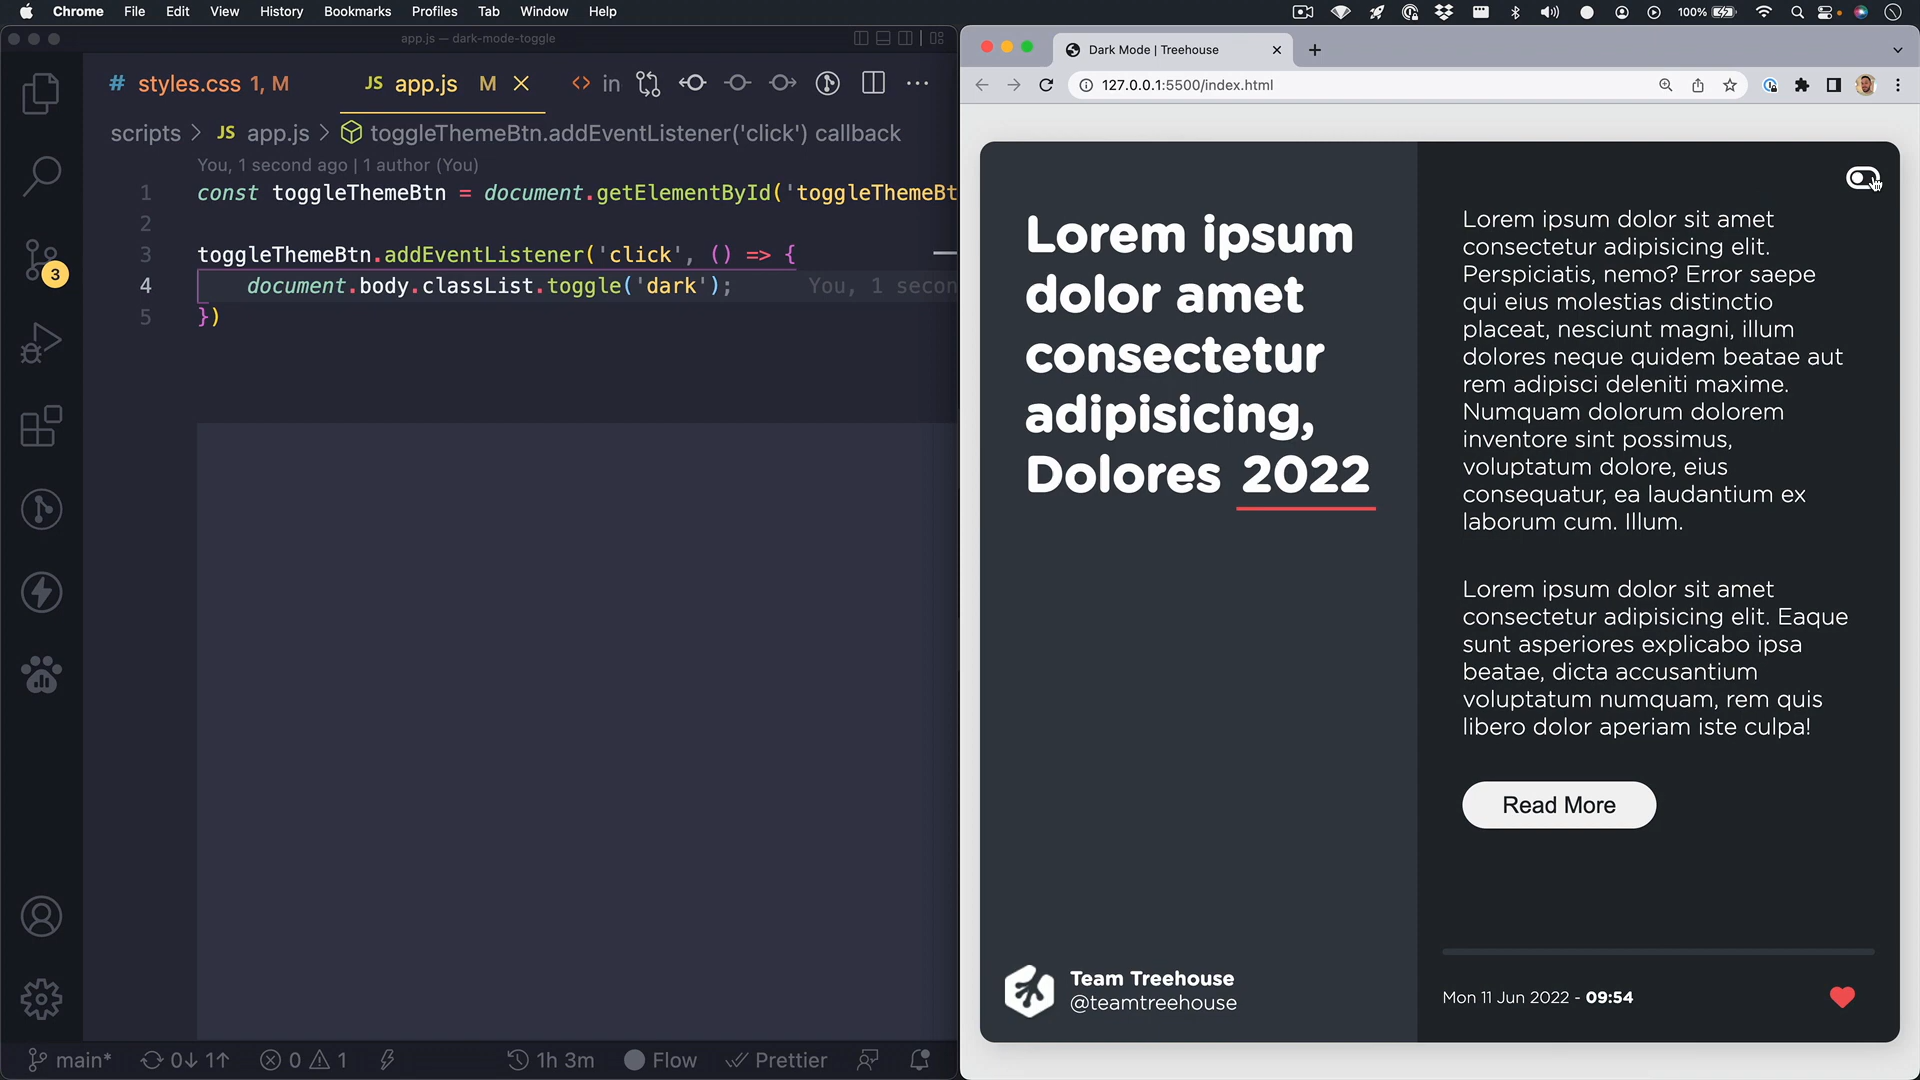 Chrome File Edit View History Bookmarks Profiles Tab Window Help
100%
app.js — dark-mode-toggle
# styles.css 1, M
JS app.js M
<> in
scripts > JS app.js > toggleThemeBtn.addEventListener('click') callback
You, 1 second ago | 1 author (You)
1 const toggleThemeBtn = document.getElementById('toggleThemeBt
2
3 toggleThemeBtn.addEventListener('click', () => {
4 document.body.classList.toggle('dark'); You, 1 secon
5 })
3
main* 0↓ 1↑ 0 1 1h 3m Flow Prettier
Dark Mode | Treehouse
127.0.0.1:5500/index.html
Lorem ipsum
dolor amet
consectetur
adipisicing,
Dolores 2022
Team Treehouse
@teamtreehouse
Lorem ipsum dolor sit amet
consectetur adipisicing elit.
Perspiciatis, nemo? Error saepe
qui eius molestias distinctio
placeat, nesciunt magni, illum
dolores neque quidem beatae aut
rem adipisci deleniti maxime.
Numquam dolorum dolorem
inventore sint possimus,
voluptatum dolore, eius
consequatur, ea laudantium ex
laborum cum. Illum.
Lorem ipsum dolor sit amet
consectetur adipisicing elit. Eaque
sunt asperiores explicabo ipsa
beatae, dicta accusantium
voluptatum numquam, rem quis
libero dolor aperiam iste culpa!
Read More
Mon 11 Jun 2022 - 09:54